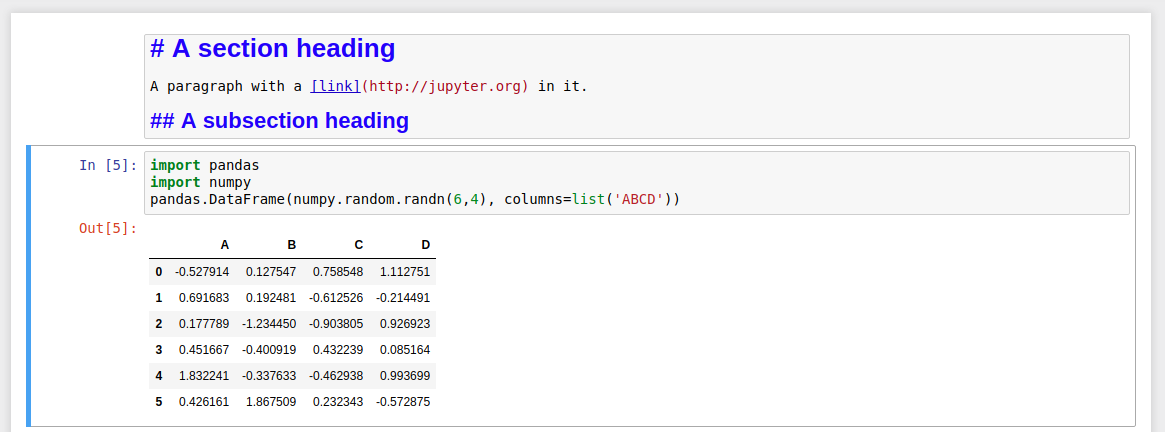 # A section heading
A paragraph with a [link](http://jupyter.org) in it.
## A subsection heading
In [5]: import pandas
import numpy
pandas.DataFrame(numpy.random.randn(6,4), columns=list('ABCD'))
Out[5]:
A B C D
0 -0.527914 0.127547 0.758548 1.112751
1 0.691683 0.192481 -0.612526 -0.214491
2 0.177789 -1.234450 -0.903805 0.926923
3 0.451667 -0.400919 0.432239 0.085164
4 1.832241 -0.337633 -0.462938 0.993699
5 0.426161 1.867509 0.232343 -0.572875